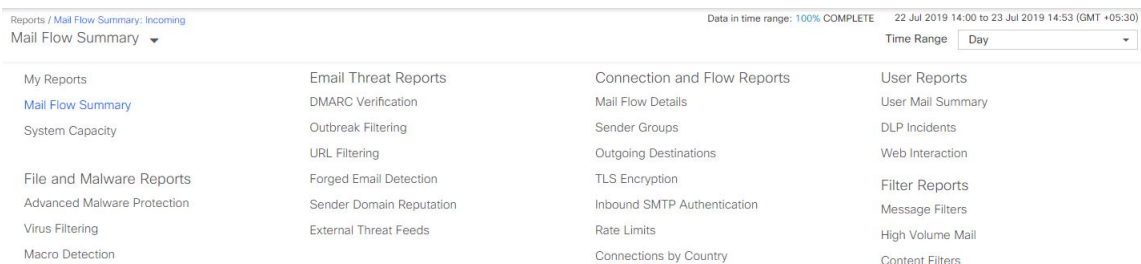 Reports / Mail Flow Summary: Incoming
Data in time range: 100% COMPLETE
22 Jul 2019 14:00 to 23 Jul 2019 14:53 (GMT +05:30)
Mail Flow Summary
Time Range
Day
My Reports
Mail Flow Summary
System Capacity
File and Malware Reports
Advanced Malware Protection
Virus Filtering
Macro Detection
Email Threat Reports
DMARC Verification
Outbreak Filtering
URL Filtering
Forged Email Detection
Sender Domain Reputation
External Threat Feeds
Connection and Flow Reports
Mail Flow Details
Sender Groups
Outgoing Destinations
TLS Encryption
Inbound SMTP Authentication
Rate Limits
Connections by Country
User Reports
User Mail Summary
DLP Incidents
Web Interaction
Filter Reports
Message Filters
High Volume Mail
Content Filters